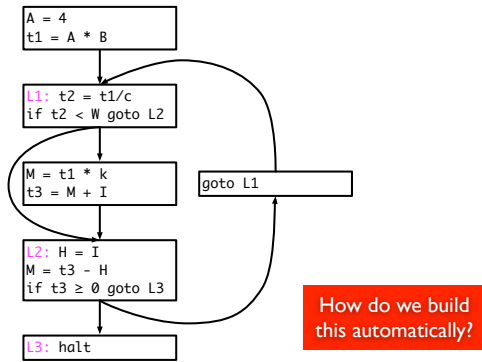 A = 4
t1 = A * B
L1: t2 = t1/c
if t2 < W goto L2
M = t1 * k
t3 = M + I
goto L1
L2: H = I
M = t3 - H
if t3 ≥ 0 goto L3
L3: halt
How do we build
this automatically?